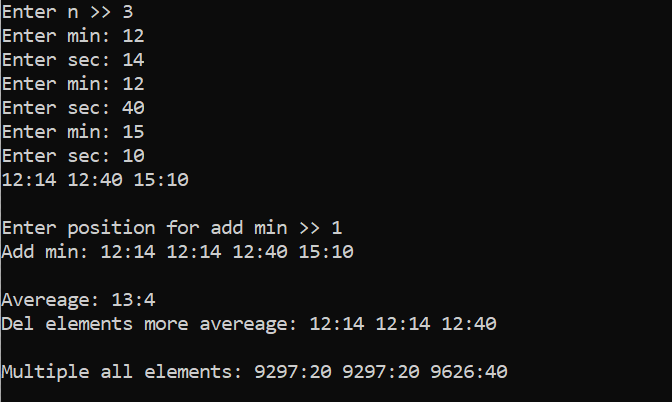 Enter n >> 3
Enter min: 12
Enter sec: 14
Enter min: 12
Enter sec: 40
Enter min: 15
Enter sec: 10
12:14 12:40 15:10
Enter position for add min >> 1
Add min: 12:14 12:14 12:40 15:10
Avereage: 13:4
Del elements more avereage: 12:14 12:14 12:40
Multiple all elements: 9297:20 9297:20 9626:40